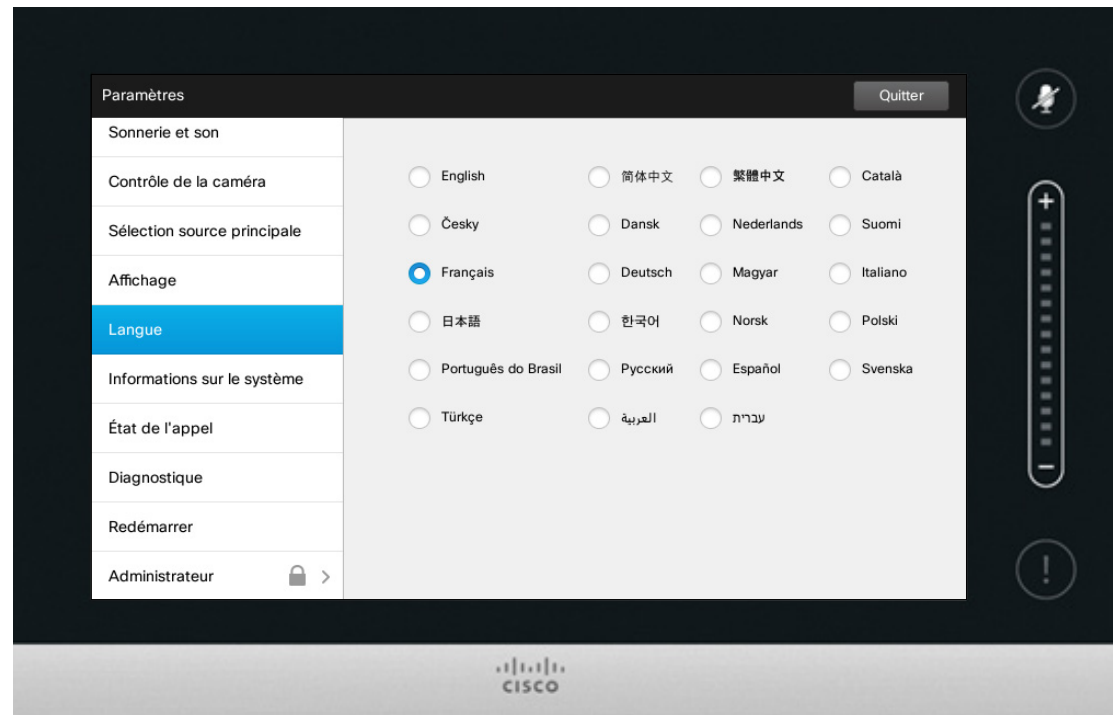 Paramètres
Quitter
Sonnerie et son
Contrôle de la caméra
Sélection source principale
Affichage
Langue
Informations sur le système
État de l'appel
Diagnostique
Redémarrer
Administrateur
English 简体中文 繁體中文 Català
Česky Dansk Nederlands Suomi
Français Deutsch Magyar Italiano
日本語 한국어 Norsk Polski
Português do Brasil Русский Español Svenska
Türkçe العربية עברית
+
−
!
CISCO